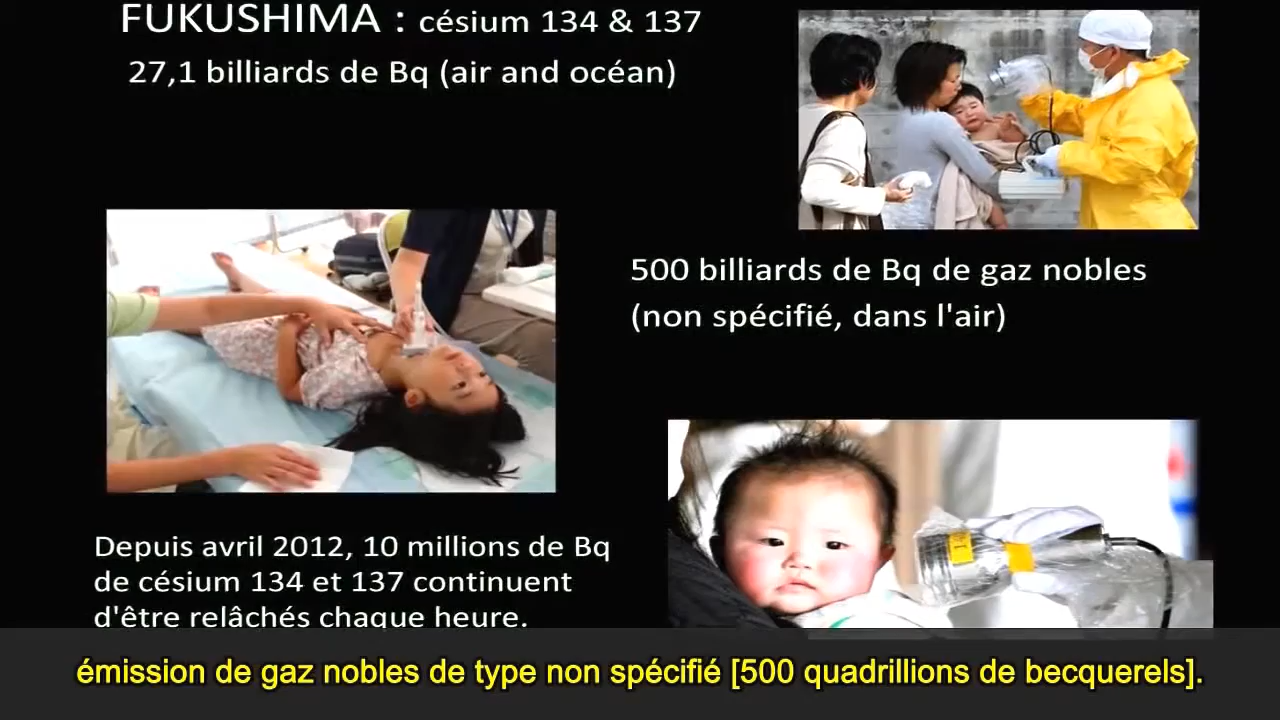 FUKUSHIMA : césium 134 & 137
27,1 billiards de Bq (air and océan)
500 billiards de Bq de gaz nobles
(non spécifié, dans l'air)
Depuis avril 2012, 10 millions de Bq
de césium 134 et 137 continuent
d'être relâchés chaque heure.
émission de gaz nobles de type non spécifié [500 quadrillions de becquerels].